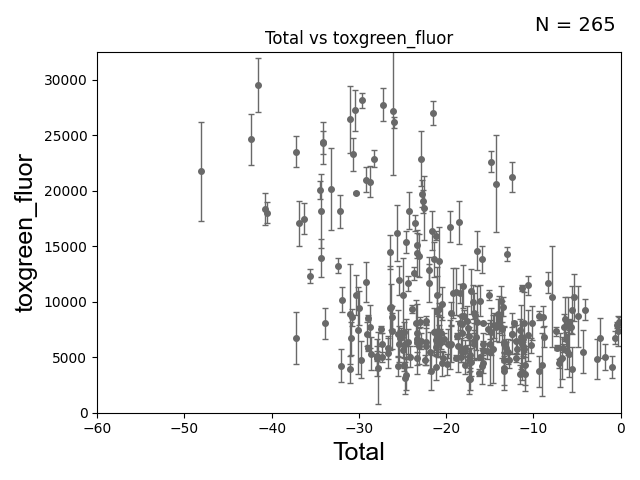 N = 265
Total vs toxgreen_fluor
30000
25000
20000
15000
10000
5000
0
toxgreen_fluor
−60 −50 −40 −30 −20 −10 0
Total